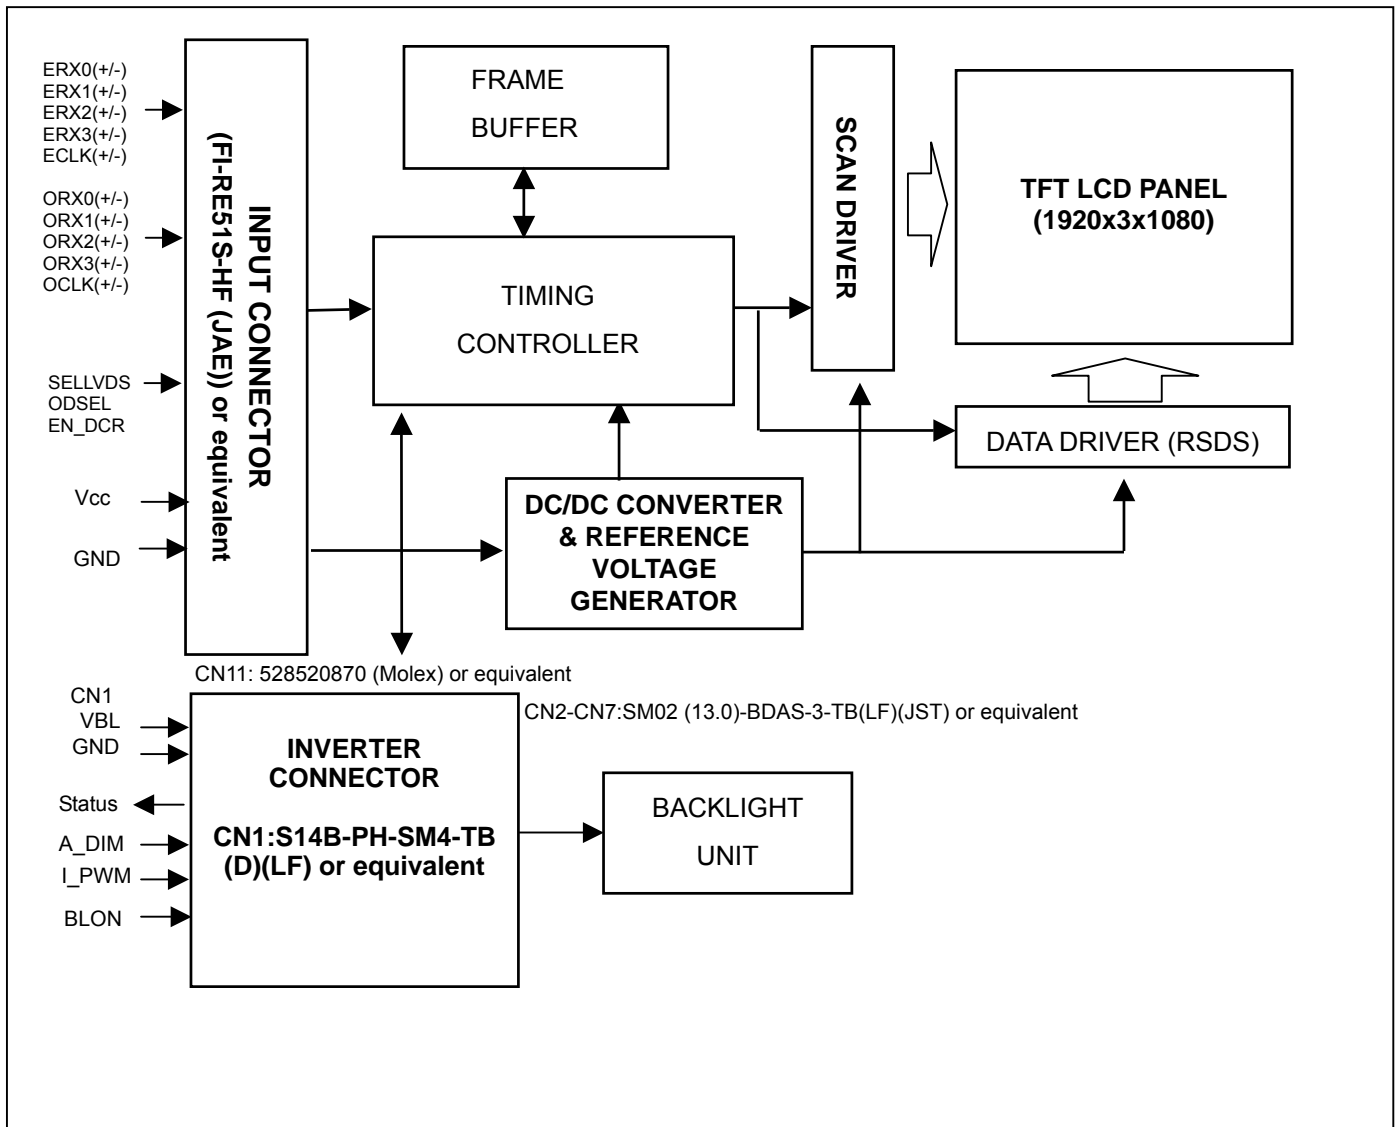 ERX0(+/-)
ERX1(+/-)
ERX2(+/-)
ERX3(+/-)
ECLK(+/-)
ORX0(+/-)
ORX1(+/-)
ORX2(+/-)
ORX3(+/-)
OCLK(+/-)
SELLVDS
ODSEL
EN_DCR
Vcc
GND
INPUT CONNECTOR
(FI-RE51S-HF (JAE)) or equivalent
FRAME
BUFFER
TIMING
CONTROLLER
SCAN DRIVER
TFT LCD PANEL
(1920x3x1080)
DATA DRIVER (RSDS)
DC/DC CONVERTER
& REFERENCE
VOLTAGE
GENERATOR
CN11: 528520870 (Molex) or equivalent
CN2-CN7:SM02 (13.0)-BDAS-3-TB(LF)(JST) or equivalent
CN1
VBL
GND
Status
A_DIM
I_PWM
BLON
INVERTER
CONNECTOR
CN1:S14B-PH-SM4-TB
(D)(LF) or equivalent
BACKLIGHT
UNIT